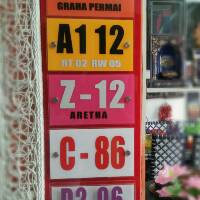 GRAHA PERMAI
A1 12
RT 02 RW 05
Z-12
ARETHA
C-86